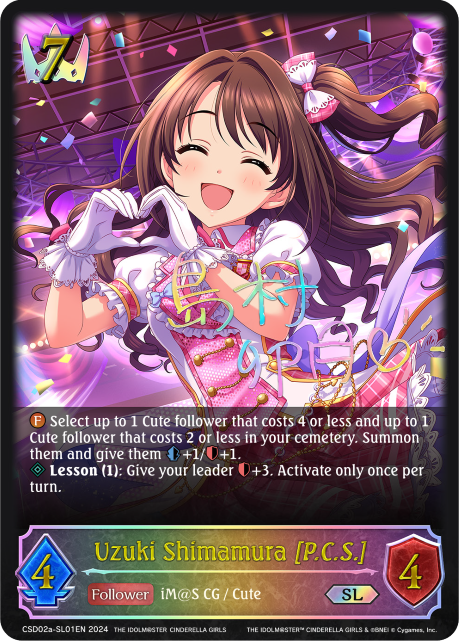 7
島村
卯月
F Select up to 1 Cute follower that costs 4 or less and up to 1
Cute follower that costs 2 or less in your cemetery. Summon
them and give them +1/+1.
Lesson (1): Give your leader +3. Activate only once per
turn.
Uzuki Shimamura [P.C.S.]
4
Follower iM@S CG / Cute SL
4
CSD02a-SL01EN 2024 THE IDOLM@STER CINDERELLA GIRLS THE IDOLM@STER™ CINDERELLA GIRLS & ©BNEI © Cygames, Inc.